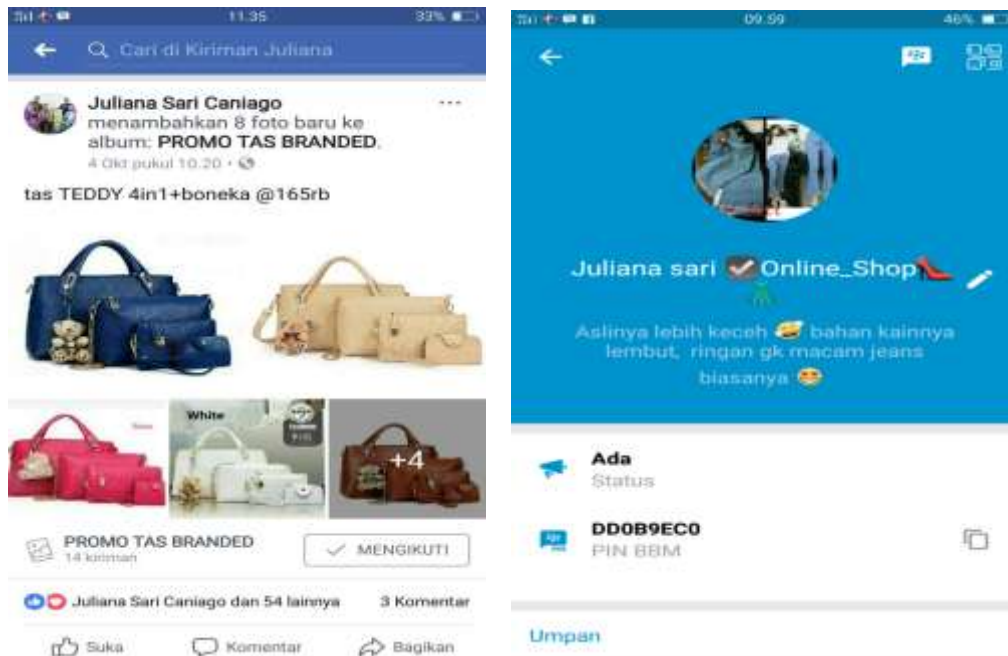 11.35
33%
Cari di Kiriman Juliana
Juliana Sari Caniago
menambahkan 8 foto baru ke
album: PROMO TAS BRANDED.
4 Okt pukul 10.20
tas TEDDY 4in1+boneka @165rb
White
+4
PROMO TAS BRANDED
14 kiriman
MENGIKUTI
Juliana Sari Caniago dan 54 lainnya
3 Komentar
Suka
Komentar
Bagikan
09.59
46%
Juliana sari Online_Shop
Aslinya lebih keceh 😅 bahan kainnya
lembut, ringan gk macam jeans
biasanya
Ada
Status
DD0B9EC0
PIN BBM
Umpan